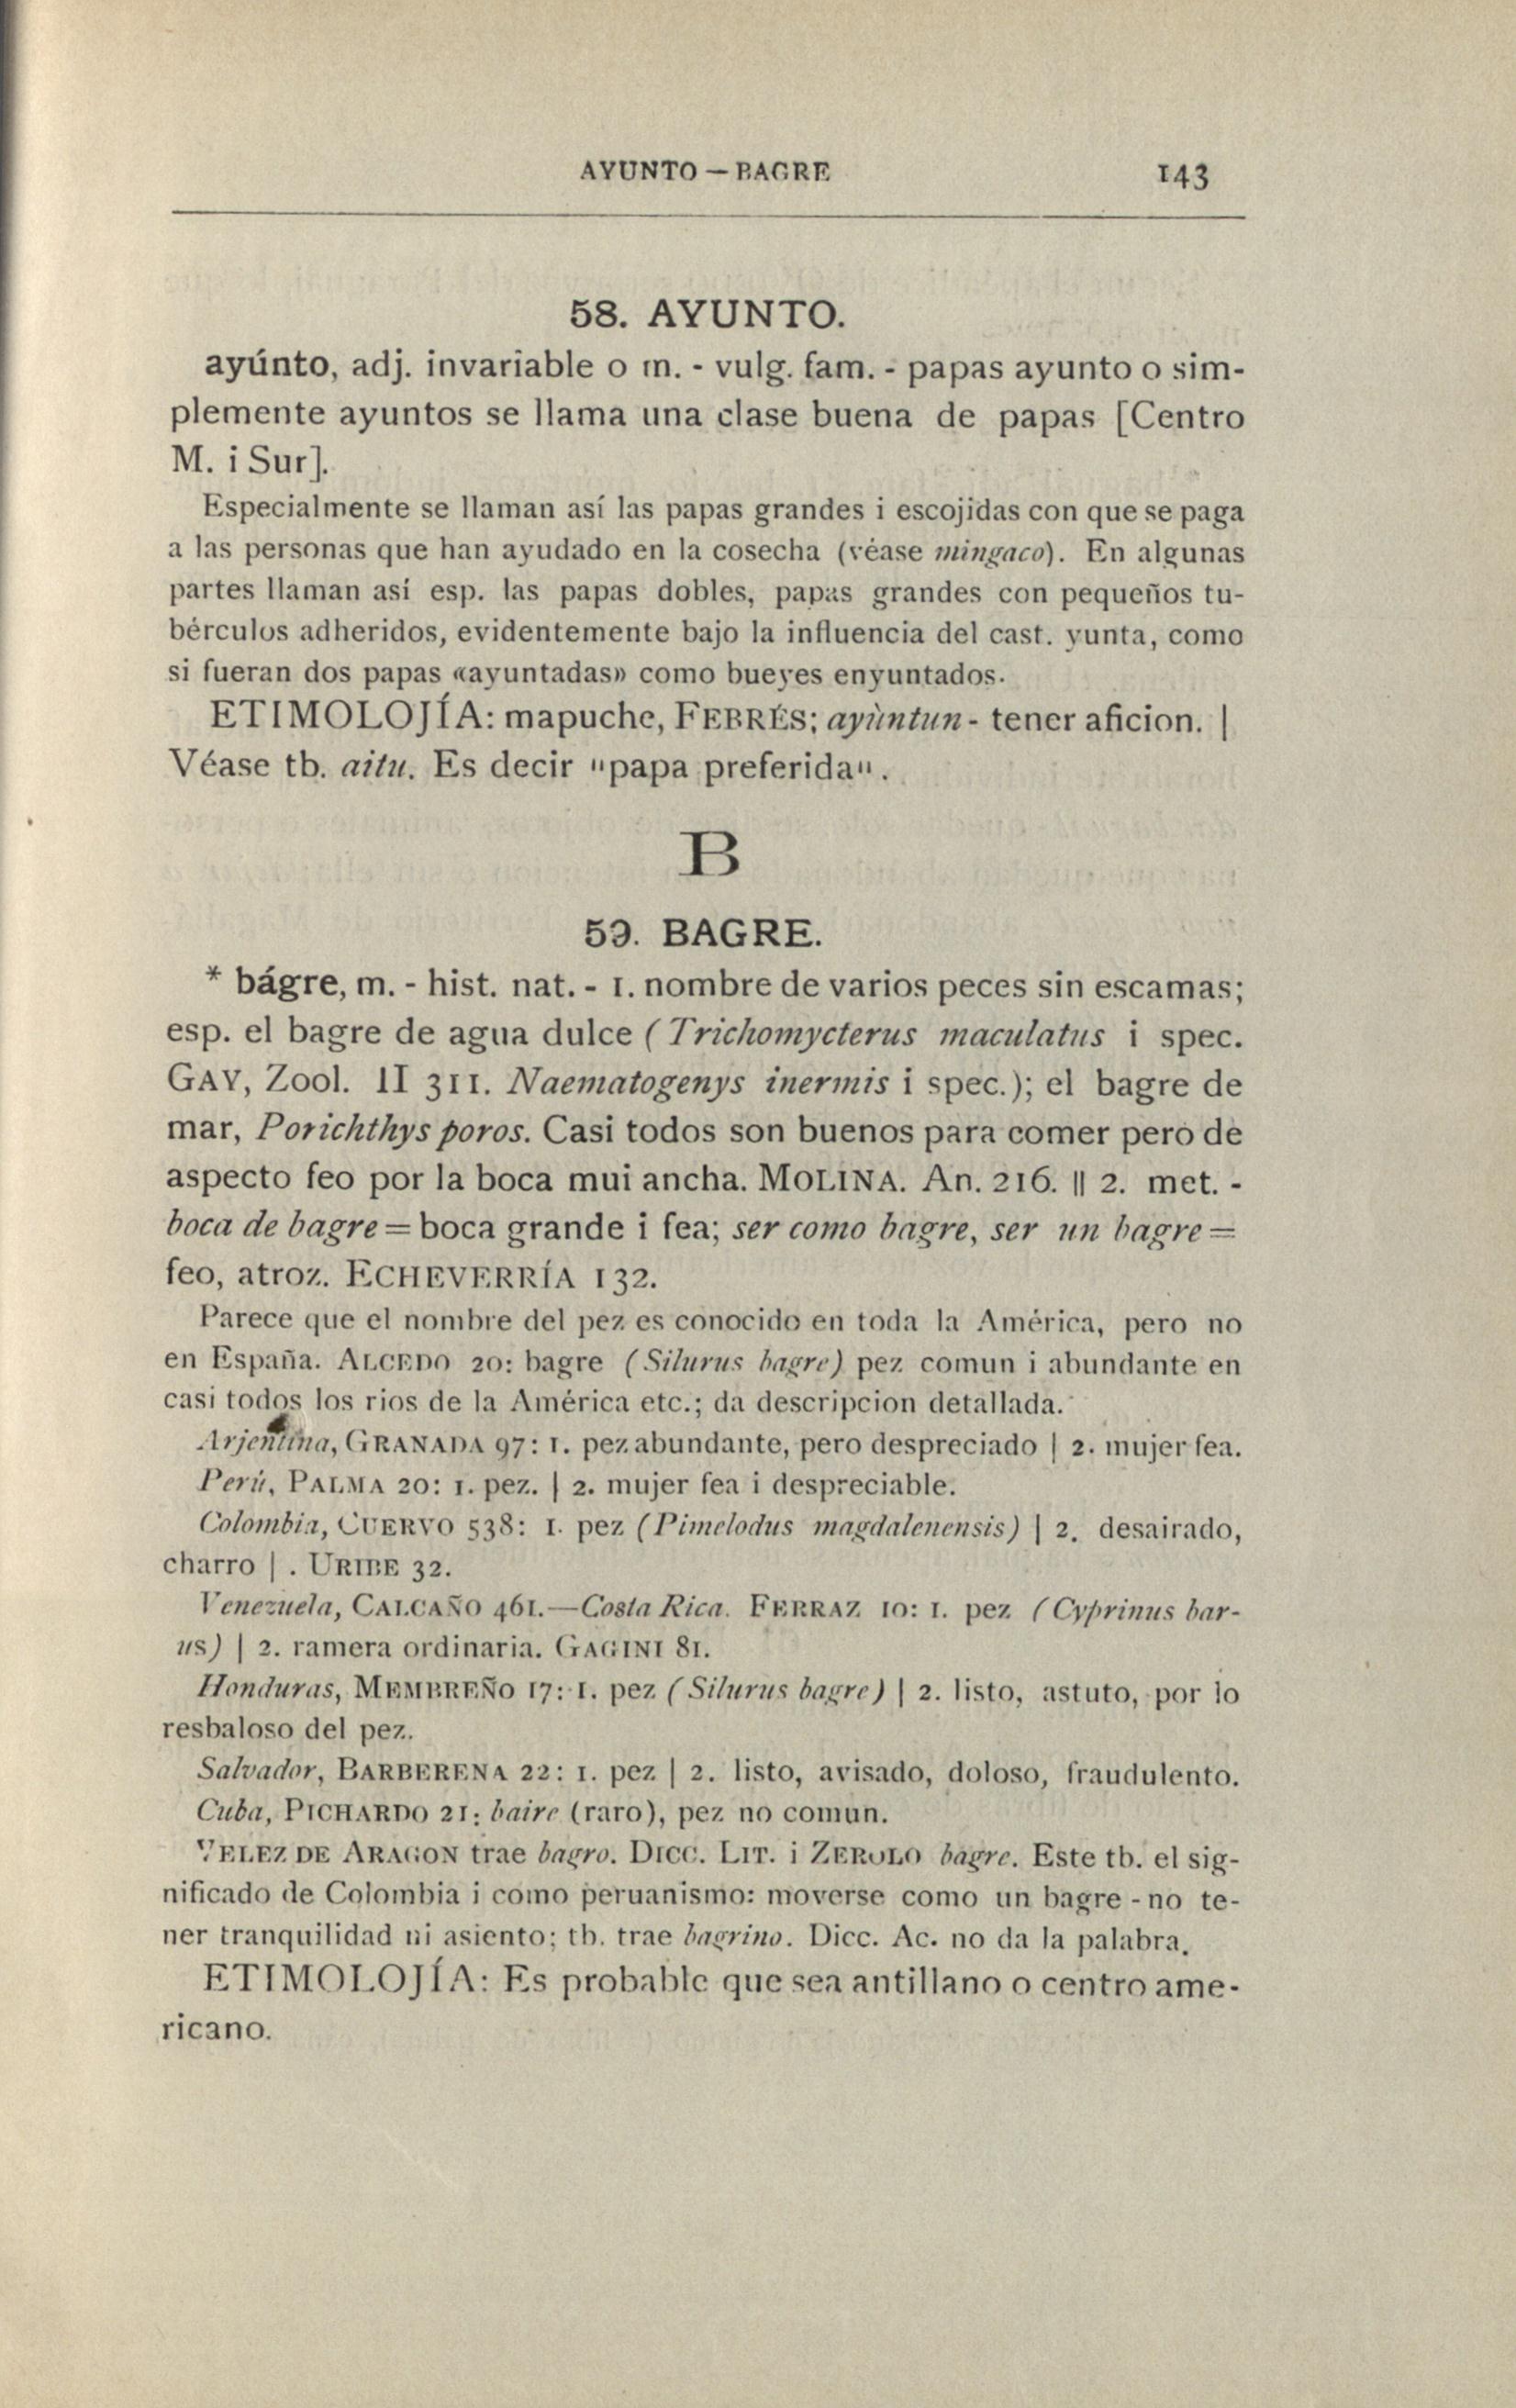 AYUNTO — BAGRE 143
58. AYUNTO.
ayúnto, adj. invariable o m. - vulg. fam. - papas ayunto o sim-
plemente ayuntos se llama una clase buena de papas [Centro
M. i Sur].
Especialmente se llaman así las papas grandes i escojidas con que se paga
a las personas que han ayudado en la cosecha (véase mingaco). En algunas
partes llaman así esp. las papas dobles, papas grandes con pequeños tu-
bérculos adheridos, evidentemente bajo la influencia del cast. yunta, como
si fueran dos papas «ayuntadas» como bueyes enyuntados.
ETIMOLOJÍA: mapuche, FEBRÉS; ayùntun - tener aficion. |
Véase tb. aitu. Es decir "papa preferida".
B
59. BAGRE.
* bágre, m. - hist. nat. - 1. nombre de varios peces sin escamas;
esp. el bagre de agua dulce (Trichomycterus maculatus i spec.
GAY, Zool. II 311. Naematogenys inermis i spec.); el bagre de
mar, Porichthys poros. Casi todos son buenos para comer pero de
aspecto feo por la boca mui ancha. MOLINA. An. 216. || 2. met. -
boca de bagre = boca grande i fea; ser como bagre, ser un bagre =
feo, atroz. ECHEVERRÍA 132.
Parece que el nombre del pez es conocido en toda la América, pero no
en España. ALCEDO 20: bagre (Silurus bagre) pez comun i abundante en
casi todos los rios de la América etc.; da descripcion detallada.
Arjentina, GRANADA 97: 1. pez abundante, pero despreciado | 2. mujer fea.
Perú, PALMA 20: 1. pez. | 2. mujer fea i despreciable.
Colombia, CUERVO 538: 1. pez (Pimelodus magdalenensis) | 2. desairado,
charro | . URIBE 32.
Venezuela, CALCAÑO 461.—Costa Rica. FERRAZ 10: 1. pez (Cyprinus bar-
us) | 2. ramera ordinaria. GAGINI 81.
Honduras, MEMBREÑO 17: 1. pez (Silurus bagre) | 2. listo, astuto, por lo
resbaloso del pez.
Salvador, BARBERENA 22: 1. pez | 2. listo, avisado, doloso, fraudulento.
Cuba, PICHARDO 21: baire (raro), pez no comun.
VELEZ DE ARAGON trae bagro. DICC. LIT. i ZEROLO bagre. Este tb. el sig-
nificado de Colombia i como peruanismo: moverse como un bagre - no te-
ner tranquilidad ni asiento; tb. trae bagrino. Dicc. Ac. no da la palabra.
ETIMOLOJÍA: Es probable que sea antillano o centro ame-
ricano.